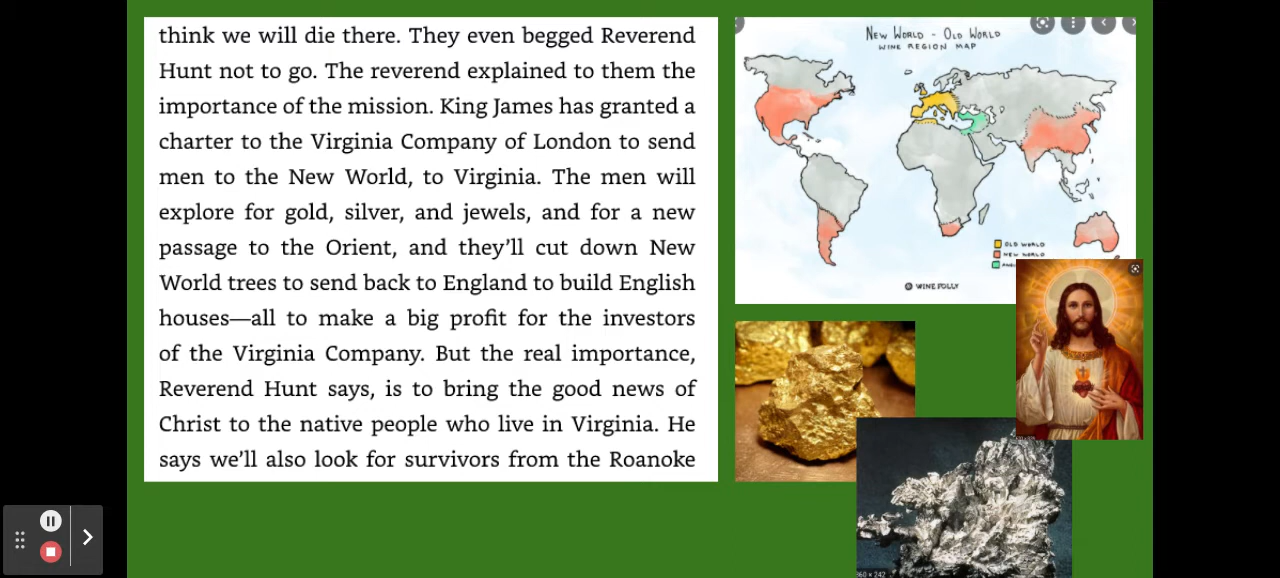 think we will die there. They even begged Reverend
Hunt not to go. The reverend explained to them the
importance of the mission. King James has granted a
charter to the Virginia Company of London to send
men to the New World, to Virginia. The men will
explore for gold, silver, and jewels, and for a new
passage to the Orient, and they’ll cut down New
World trees to send back to England to build English
houses—all to make a big profit for the investors
of the Virginia Company. But the real importance,
Reverend Hunt says, is to bring the good news of
Christ to the native people who live in Virginia. He
says we’ll also look for survivors from the Roanoke
NEW WORLD - OLD WORLD
WINE REGION MAP
OLD WORLD
NEW WORLD
WINE FOLLY
360 × 242